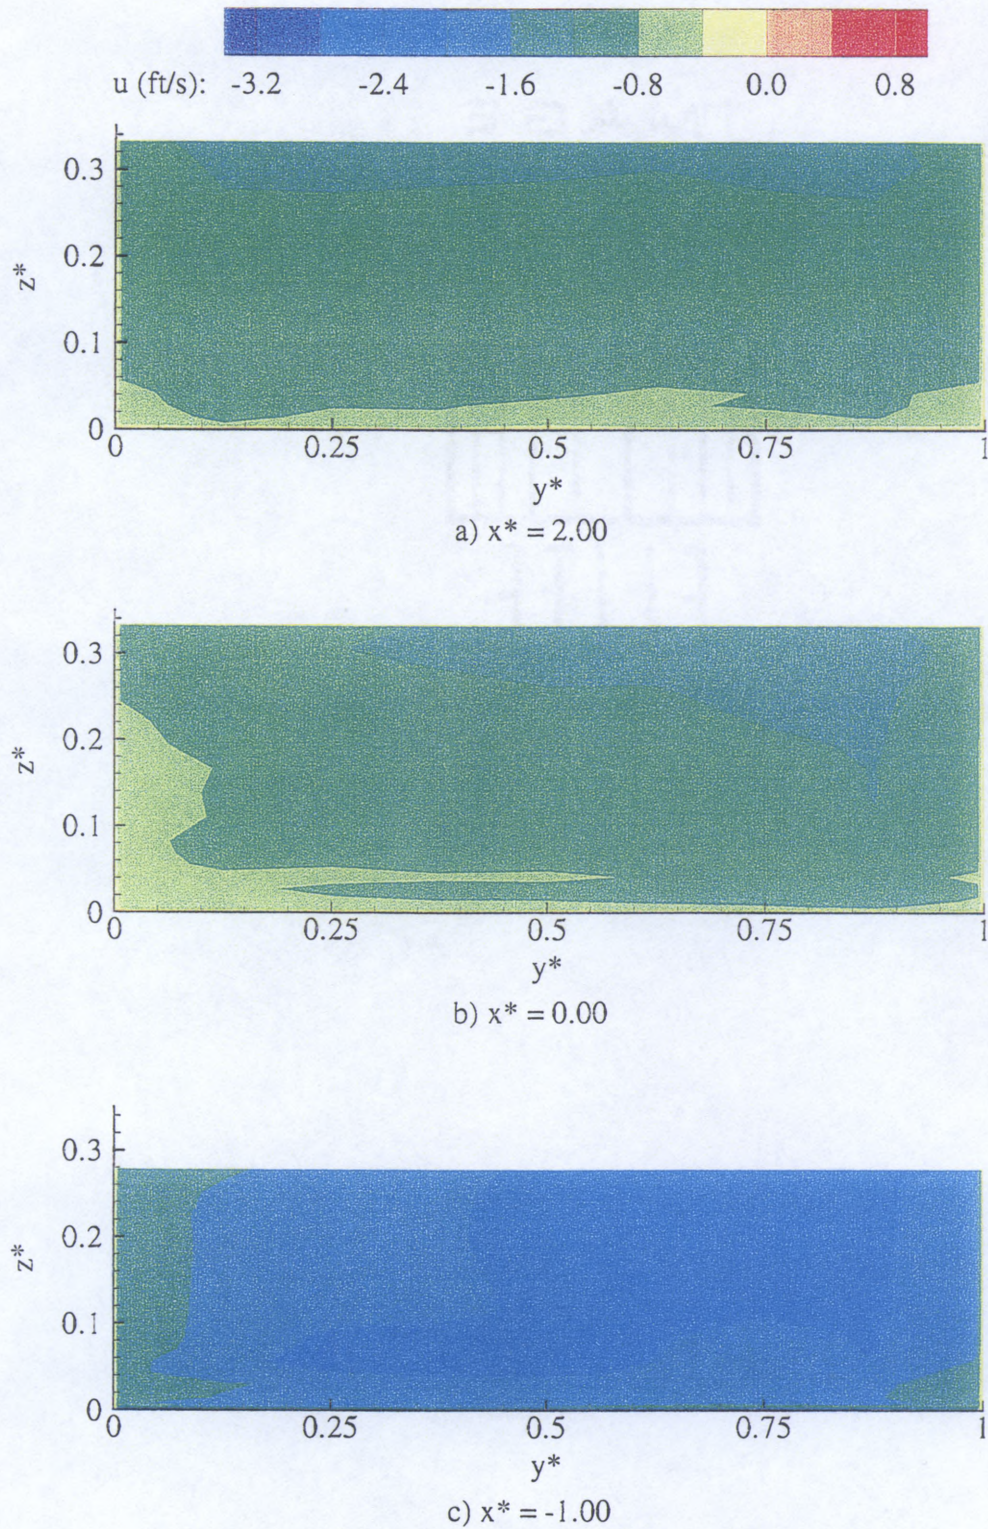 u (ft/s): -3.2 -2.4 -1.6 -0.8 0.0 0.8
0.3
0.2
0.1
0
z*
0 0.25 0.5 0.75 1
y*
a) x* = 2.00
0.3
0.2
0.1
0
z*
0 0.25 0.5 0.75 1
y*
b) x* = 0.00
0.3
0.2
0.1
0
z*
0 0.25 0.5 0.75 1
y*
c) x* = -1.00